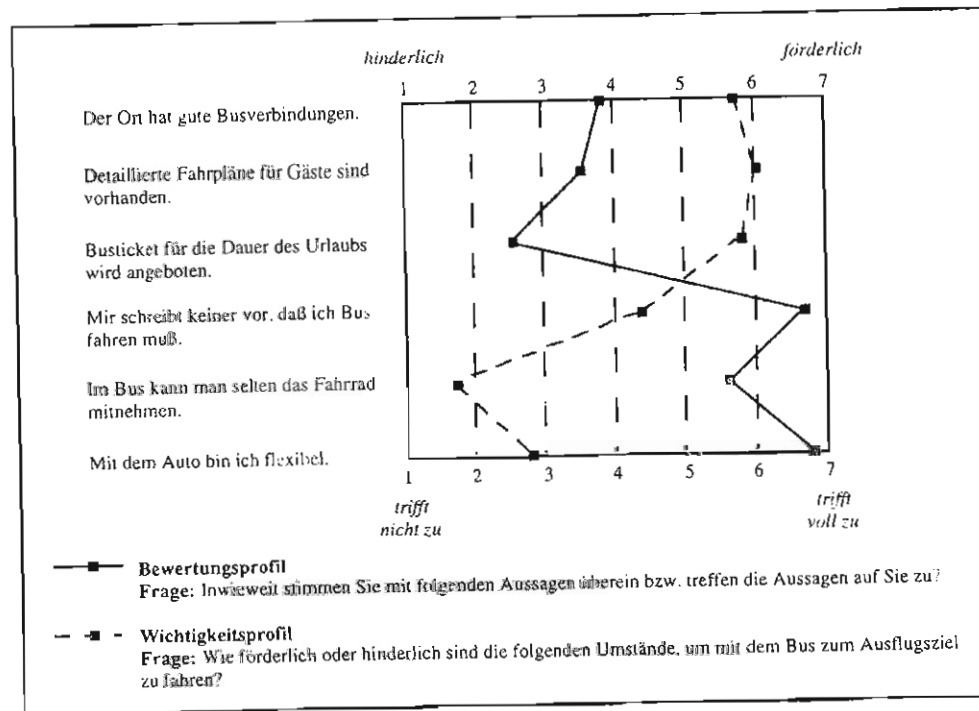 hinderlich förderlich
1 2 3 4 5 6 7
Der Ort hat gute Busverbindungen.
Detaillierte Fahrpläne für Gäste sind
vorhanden.
Busticket für die Dauer des Urlaubs
wird angeboten.
Mir schreibt keiner vor, daß ich Bus
fahren muß.
Im Bus kann man selten das Fahrrad
mitnehmen.
Mit dem Auto bin ich flexibel.
1 2 3 4 5 6 7
trifft trifft
nicht zu voll zu
Bewertungsprofil
Frage: Inwieweit stimmen Sie mit folgenden Aussagen überein bzw. treffen die Aussagen auf Sie zu?
Wichtigkeitsprofil
Frage: Wie förderlich oder hinderlich sind die folgenden Umstände, um mit dem Bus zum Ausflugsziel
zu fahren?